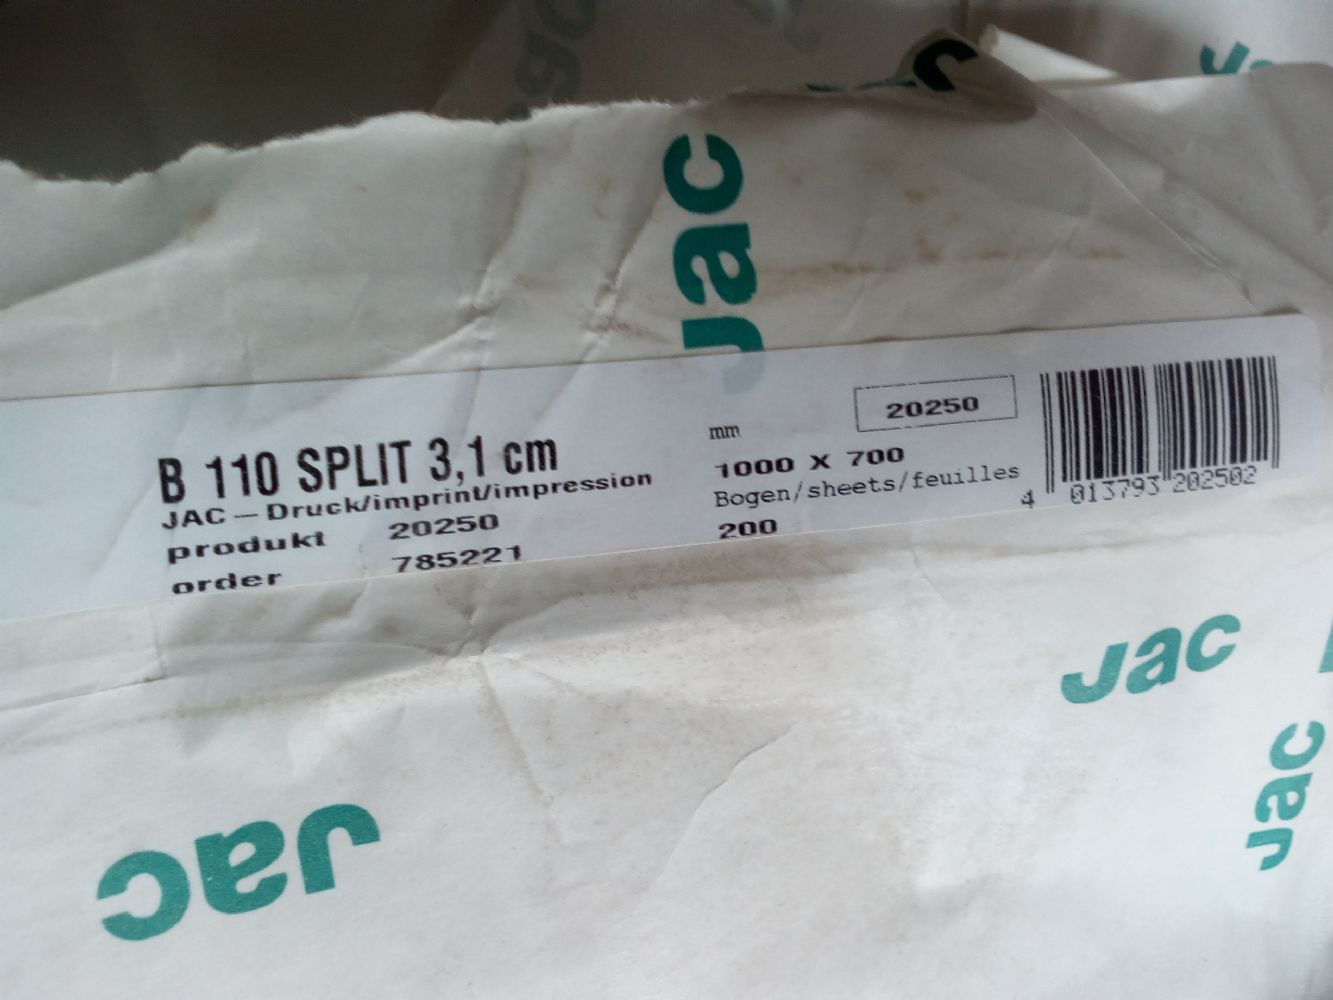 Jac
Jac
B 110 SPLIT 3,1 cm
JAC – Druck/imprint/impression
produkt 20250
order 785221
mm
1000 X 700
Bogen/sheets/feuilles
200
20250
4 013793 202502
Jac
Jac
Jac